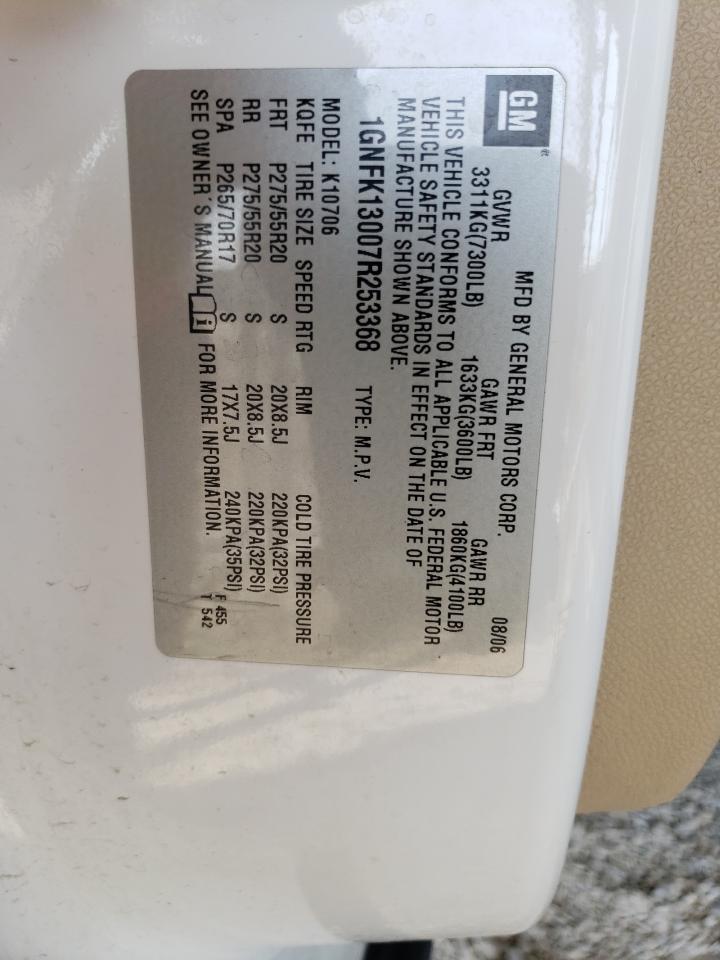 GM
MFD BY GENERAL MOTORS CORP. 08/06
GVWR GAWR FRT GAWR RR
3311KG(7300LB) 1633KG(3600LB) 1860KG(4100LB)
THIS VEHICLE CONFORMS TO ALL APPLICABLE U.S. FEDERAL MOTOR
VEHICLE SAFETY STANDARDS IN EFFECT ON THE DATE OF
MANUFACTURE SHOWN ABOVE.
1GNFK13007R253368 TYPE: M.P.V.
MODEL: K10706
KQFE TIRE SIZE SPEED RTG RIM COLD TIRE PRESSURE
FRT P275/55R20 S 20X8.5J 220KPA(32PSI)
RR P275/55R20 S 20X8.5J 220KPA(32PSI)
SPA P265/70R17 S 17X7.5J 240KPA(35PSI)
SEE OWNER'S MANUAL i FOR MORE INFORMATION.
F 455
T 542